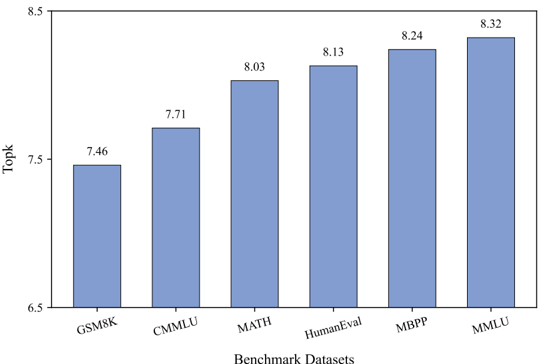 8.5
7.5
6.5
Topk
7.46
7.71
8.03
8.13
8.24
8.32
GSM8K
CMMLU
MATH
HumanEval
MBPP
MMLU
Benchmark Datasets